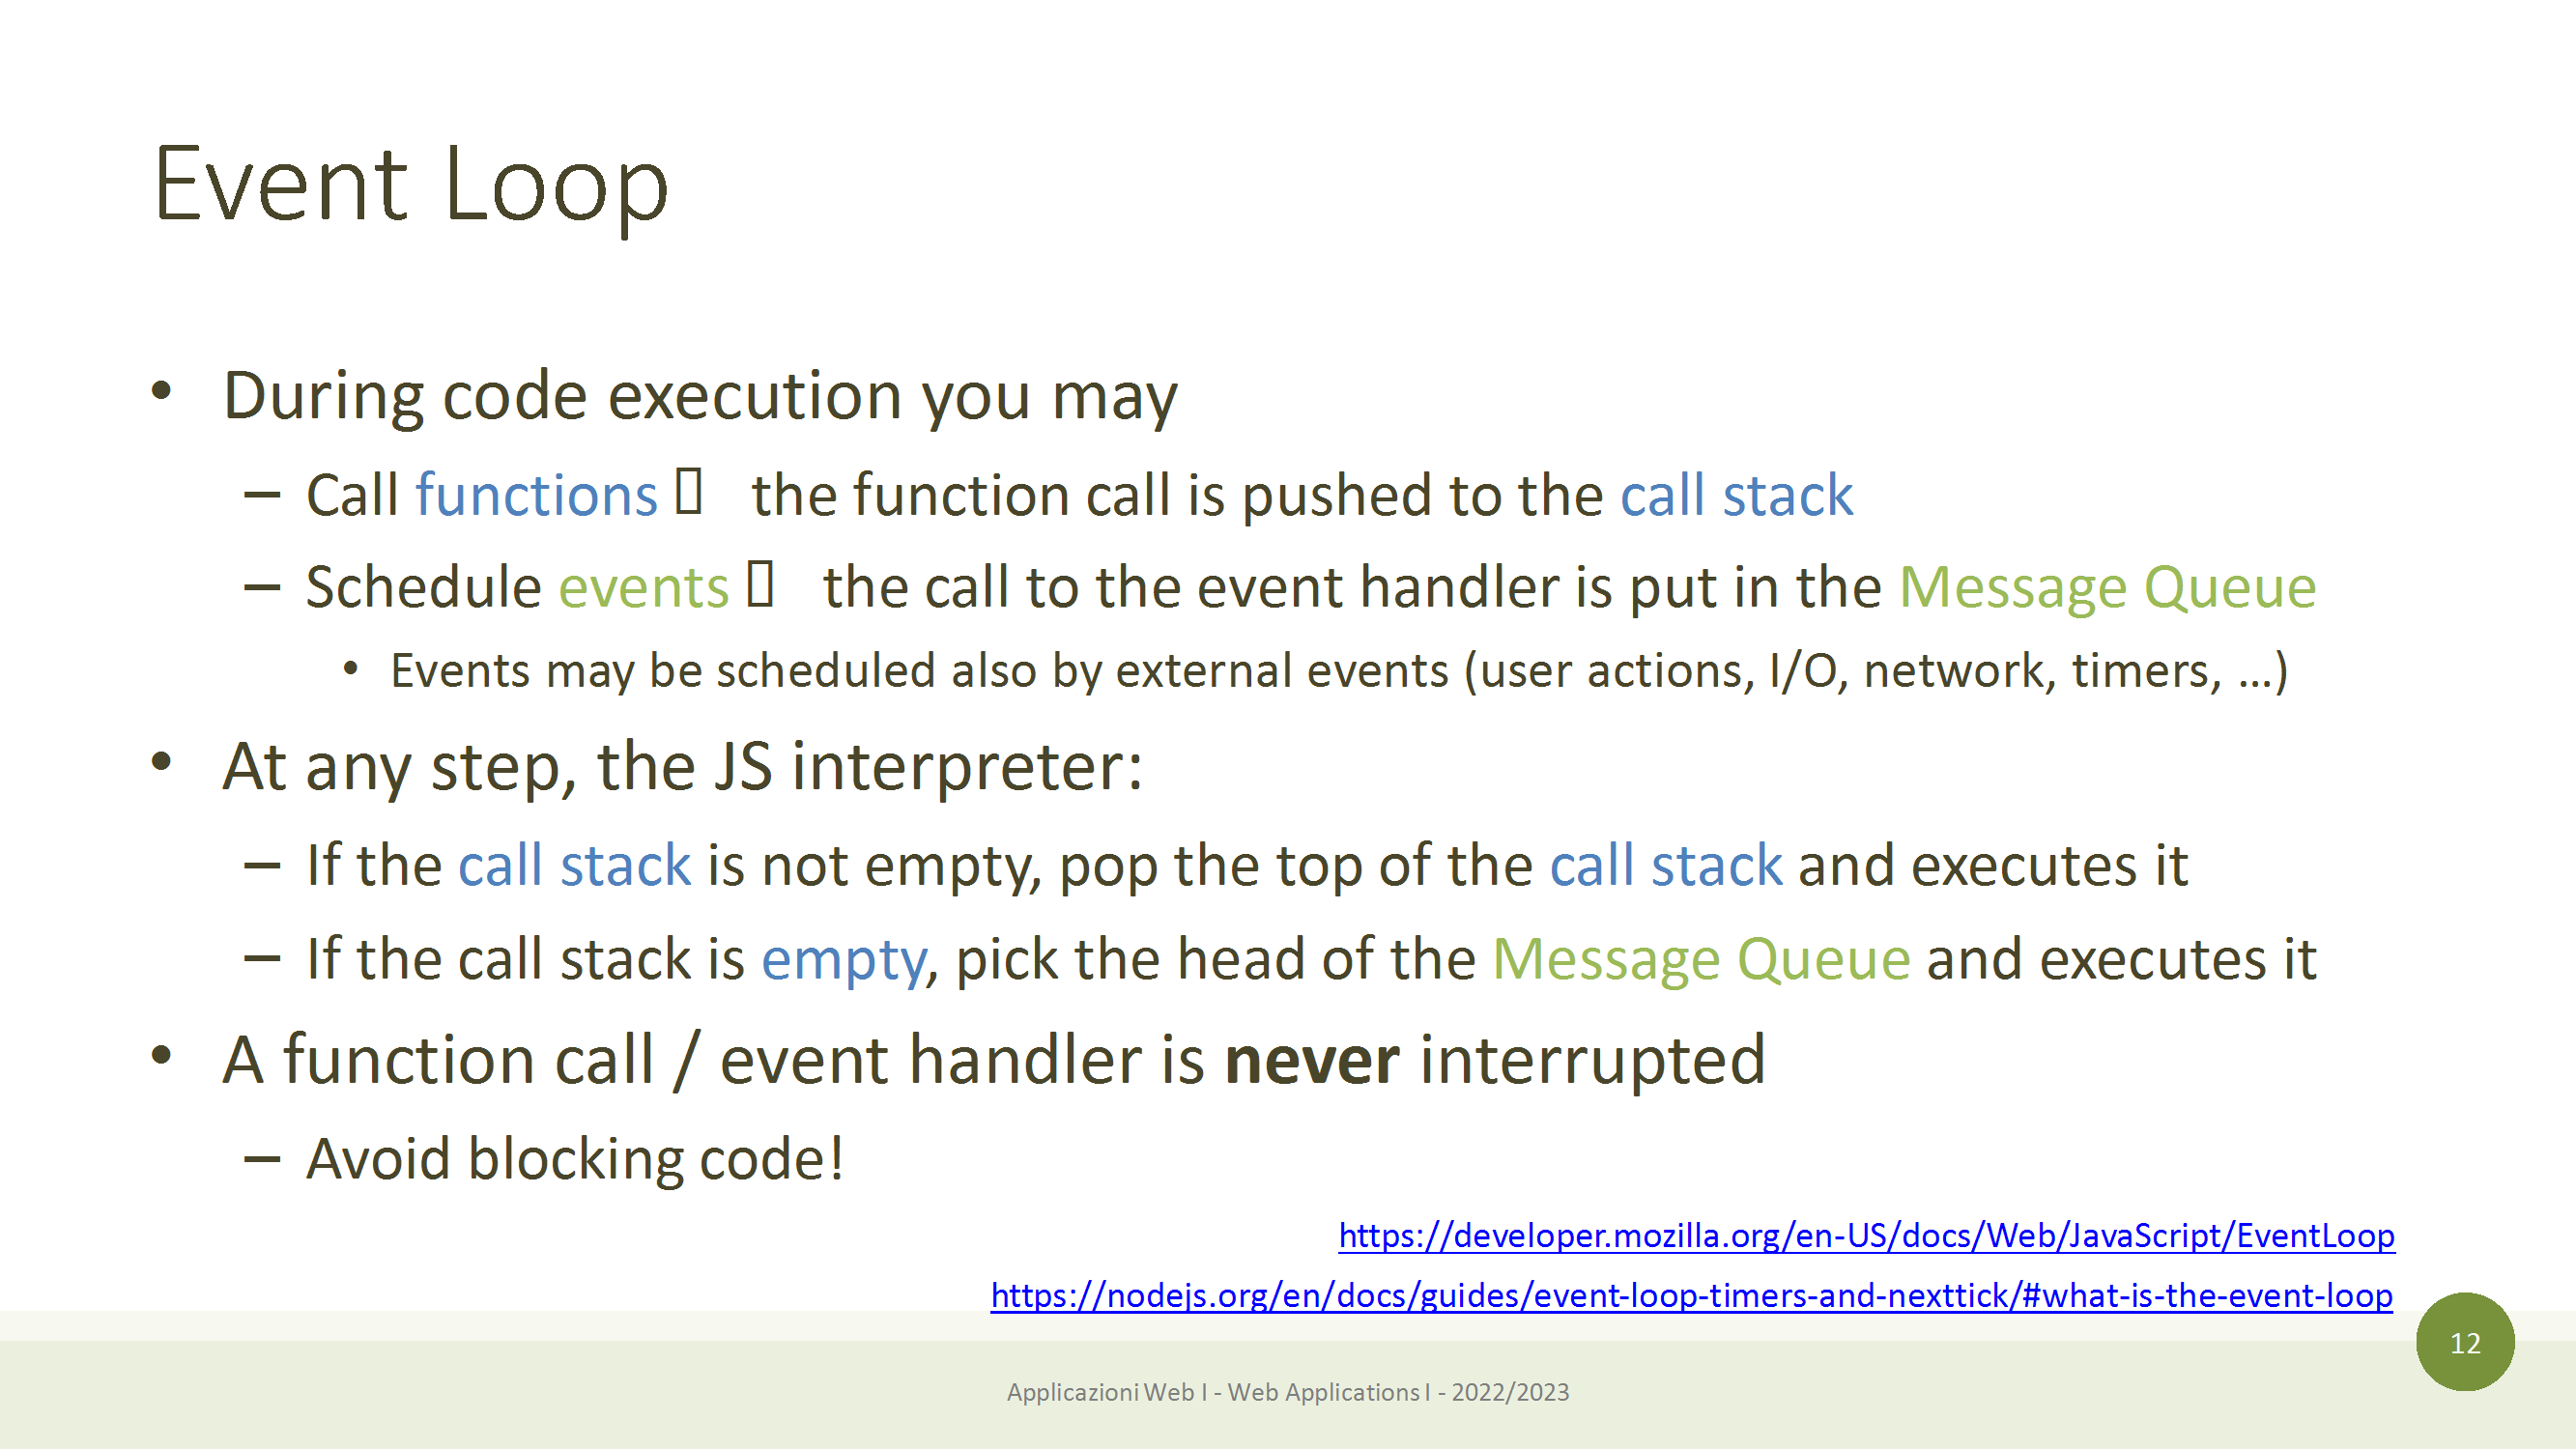 Event Loop
• During code execution you may
– Call functions  the function call is pushed to the call stack
– Schedule events  the call to the event handler is put in the Message Queue
• Events may be scheduled also by external events (user actions, I/O, network, timers, …)
• At any step, the JS interpreter:
– If the call stack is not empty, pop the top of the call stack and executes it
– If the call stack is empty, pick the head of the Message Queue and executes it
• A function call / event handler is never interrupted
– Avoid blocking code!
https://developer.mozilla.org/en-US/docs/Web/JavaScript/EventLoop
https://nodejs.org/en/docs/guides/event-loop-timers-and-nexttick/#what-is-the-event-loop
12
Applicazioni Web I - Web Applications I - 2022/2023